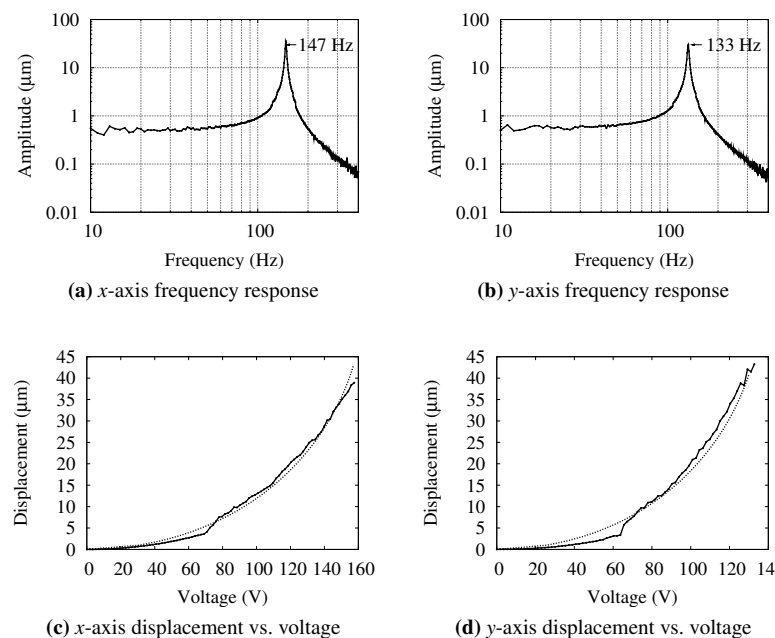 100
10
1
0.1
0.01
Amplitude (µm)
147 Hz
10
100
Frequency (Hz)
(a) x-axis frequency response
100
10
1
0.1
0.01
Amplitude (µm)
133 Hz
10
100
Frequency (Hz)
(b) y-axis frequency response
45
40
35
30
25
20
15
10
5
0
Displacement (µm)
0 20 40 60 80 100 120 140 160
Voltage (V)
(c) x-axis displacement vs. voltage
45
40
35
30
25
20
15
10
5
0
Displacement (µm)
0 20 40 60 80 100 120 14
Voltage (V)
(d) y-axis displacement vs. voltage